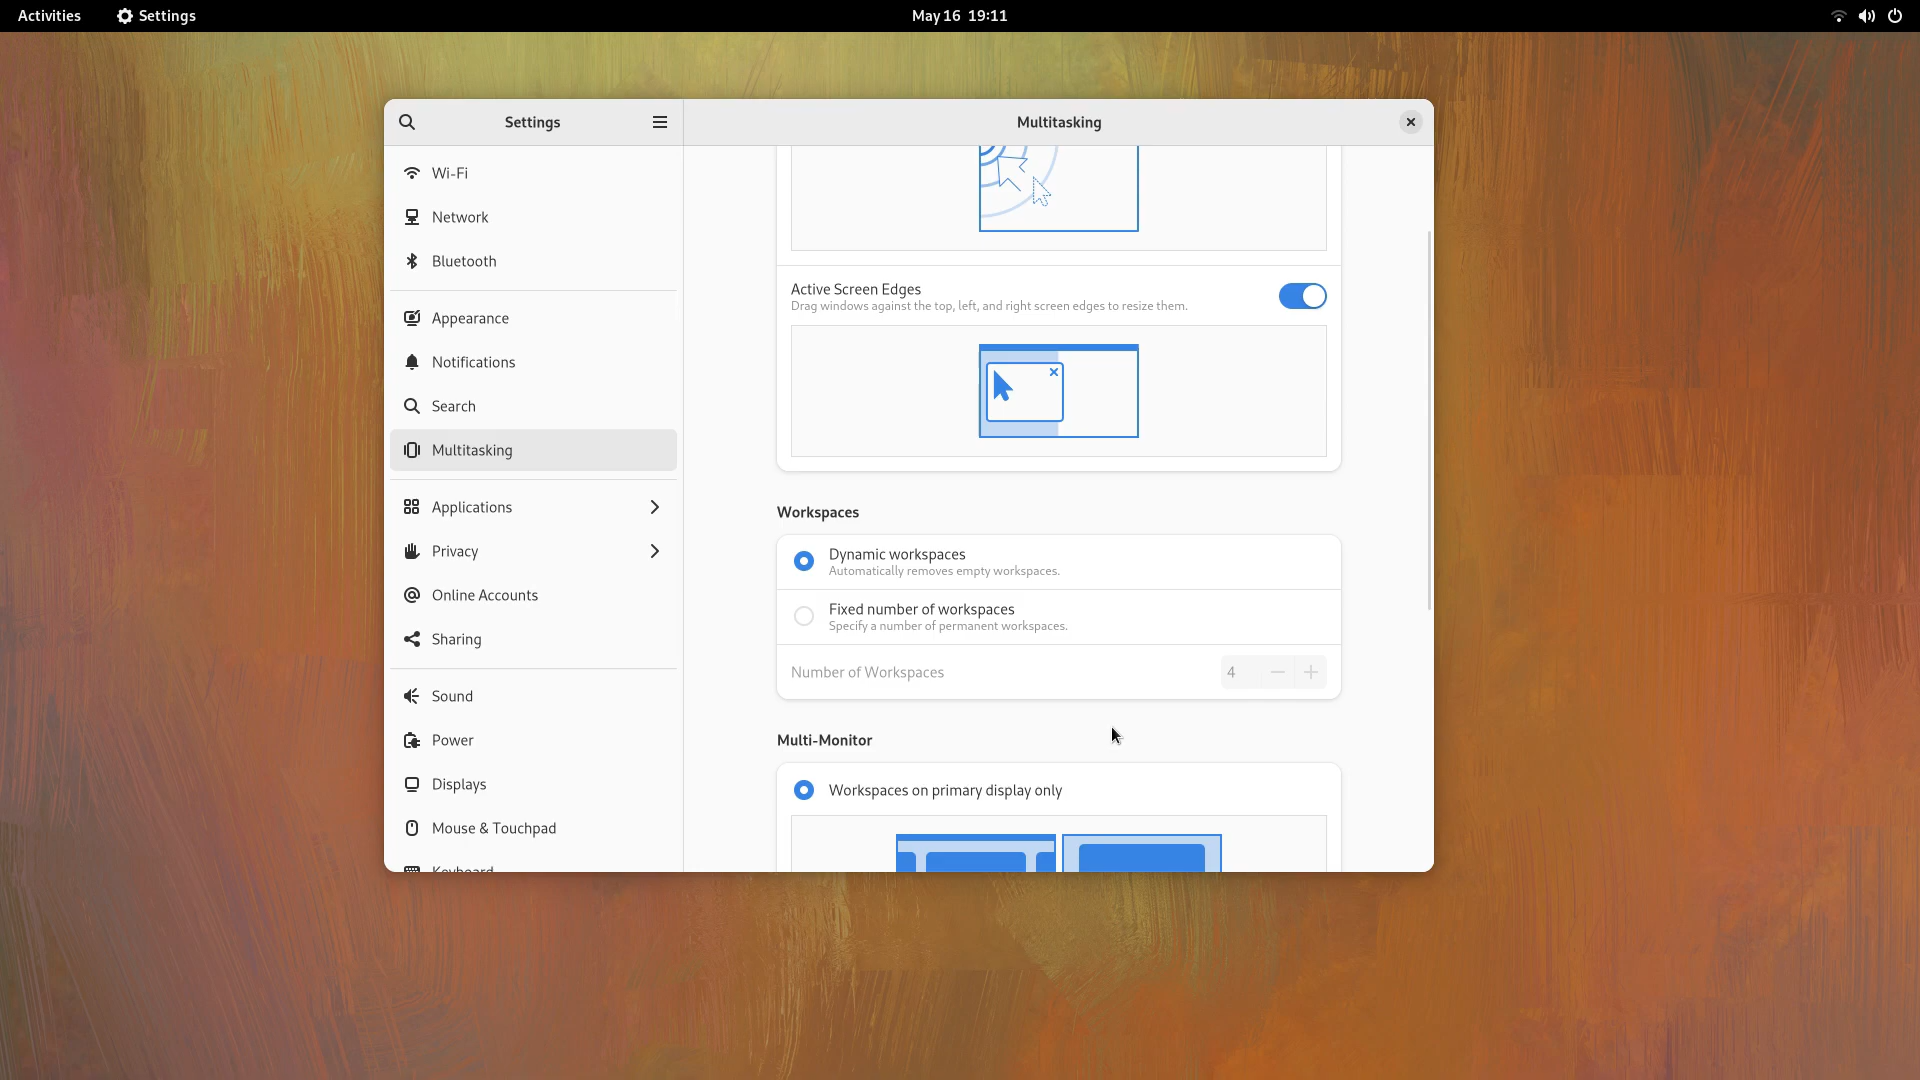 Activities
Settings
May 16 19:11
Settings
Multitasking
Wi-Fi
Network
Bluetooth
Appearance
Notifications
Search
Multitasking
Applications
Privacy
Online Accounts
Sharing
Sound
Power
Displays
Mouse & Touchpad
Keyboard
Active Screen Edges
Drag windows against the top, left, and right screen edges to resize them.
Workspaces
Dynamic workspaces
Automatically removes empty workspaces.
Fixed number of workspaces
Specify a number of permanent workspaces.
Number of Workspaces
4
Multi-Monitor
Workspaces on primary display only